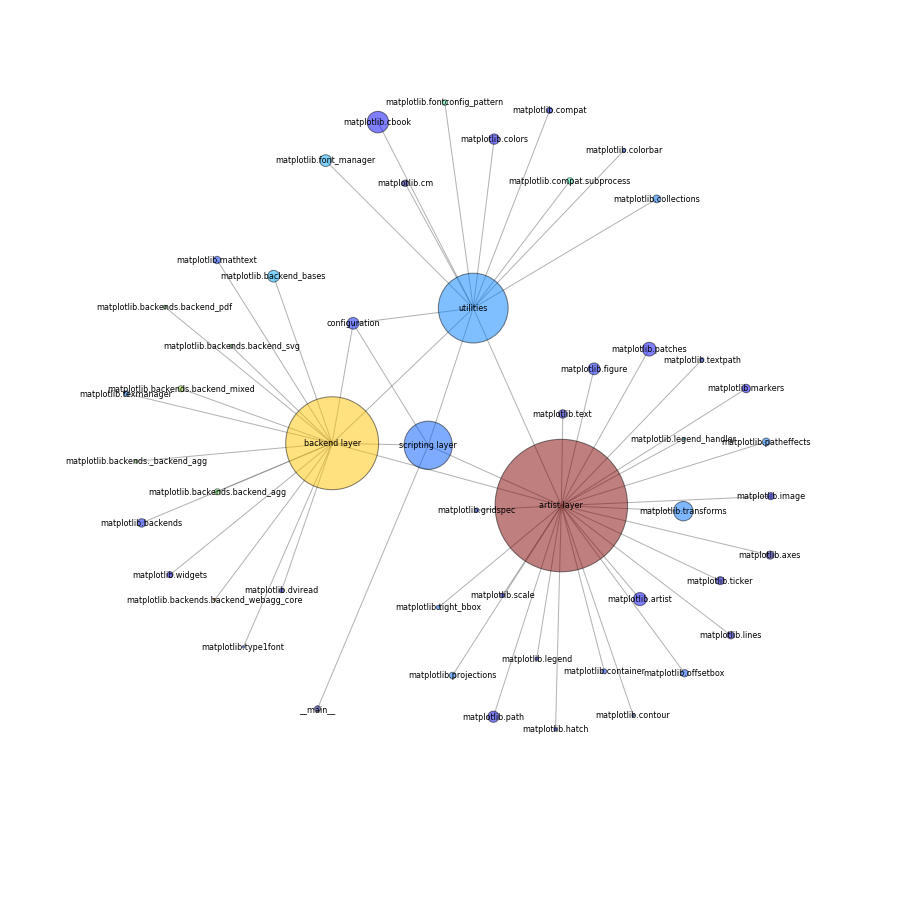 matplotlib.fontconfig_pattern
matplotlib.compat
matplotlib.cbook
matplotlib.colors
matplotlib.colorbar
matplotlib.font_manager
matplotlib.cm
matplotlib.compat.subprocess
matplotlib.collections
matplotlib.mathtext
matplotlib.backend_bases
matplotlib.backends.backend_pdf
utilities
configuration
matplotlib.backends.backend_svg
matplotlib.patches
matplotlib.textpath
matplotlib.figure
matplotlib.backends.backend_mixed
matplotlib.texmanager
matplotlib.markers
matplotlib.text
matplotlib.legend_handler
matplotlib.patheffects
backend layer
scripting layer
matplotlib.backends._backend_agg
matplotlib.backends.backend_agg
matplotlib.image
artist layer
matplotlib.gridspec
matplotlib.transforms
matplotlib.backends
matplotlib.axes
matplotlib.widgets
matplotlib.ticker
matplotlib.dviread
matplotlib.scale
matplotlib.backends.backend_webagg_core
matplotlib.artist
matplotlib.tight_bbox
matplotlib.lines
matplotlib.type1font
matplotlib.legend
matplotlib.container
matplotlib.offsetbox
matplotlib.projections
__main__
matplotlib.path
matplotlib.contour
matplotlib.hatch